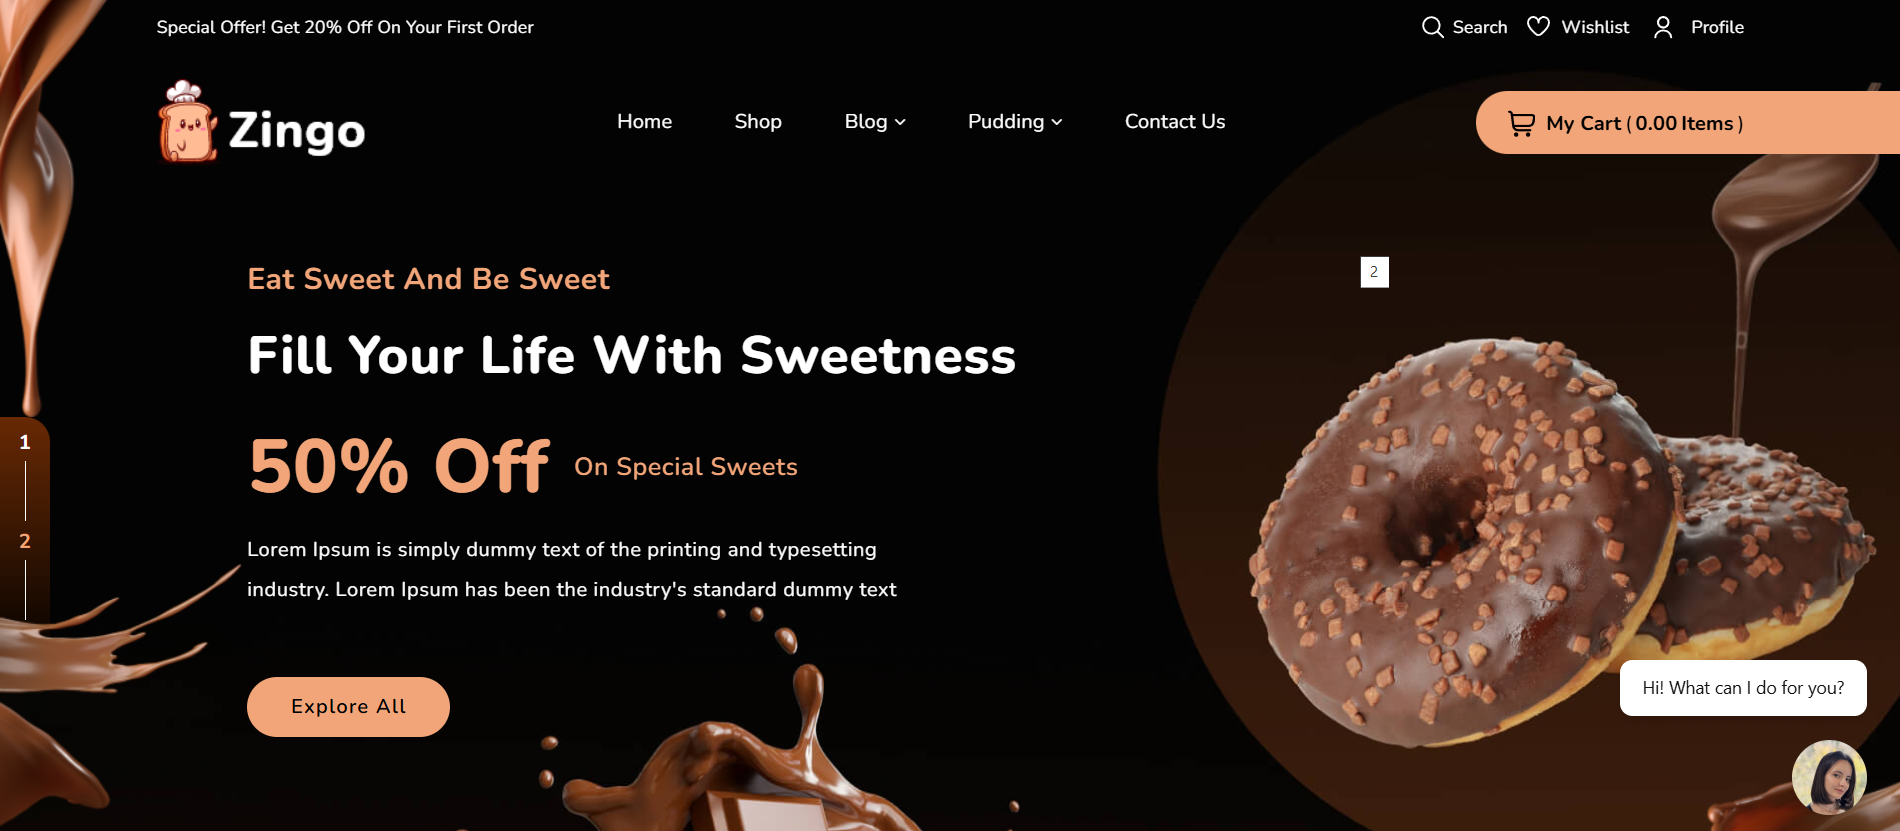 Special Offer! Get 20% Off On Your First Order
Search Wishlist Profile
Zingo
Home Shop Blog Pudding Contact Us
My Cart ( 0.00 Items )
2
Eat Sweet And Be Sweet
Fill Your Life With Sweetness
50% Off On Special Sweets
1
2
Lorem Ipsum is simply dummy text of the printing and typesetting
industry. Lorem Ipsum has been the industry's standard dummy text
Explore All
Hi! What can I do for you?